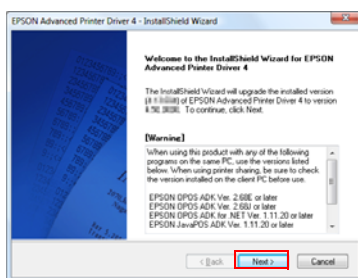 EPSON Advanced Printer Driver 4 - InstallShield Wizard
Welcome to the InstallShield Wizard for EPSON
Advanced Printer Driver 4
The InstallShield Wizard will upgrade the installed version
of EPSON Advanced Printer Driver 4 to version
To continue, click Next.
[Warning]
When using this product with any of the following
programs on the same PC, use the versions listed
below. When using printer sharing, be sure to check
the version installed on the client PC before use.
EPSON OPOS ADK Ver. 2.68E or later
EPSON OPOS ADK Ver. 2.68J or later
EPSON OPOS ADK for .NET Ver. 1.11.20 or later
EPSON JavaPOS ADK Ver. 1.11.20 or later
< Back
Next >
Cancel